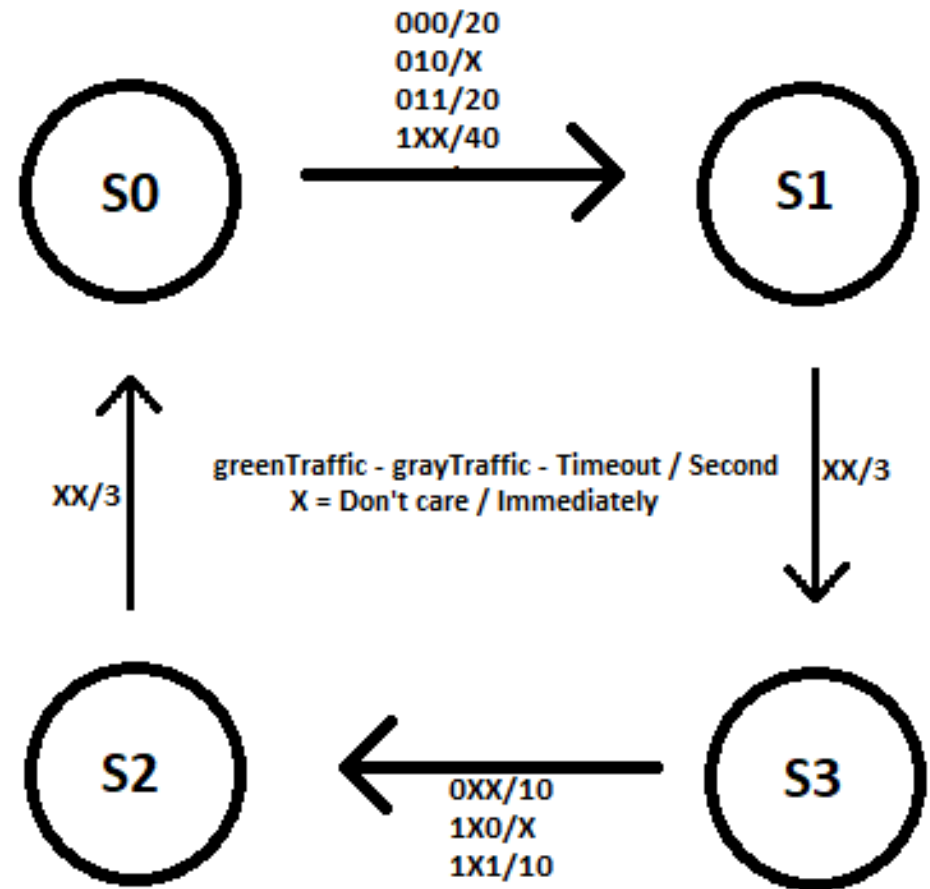 000/20
010/X
011/20
1XX/40
S0
S1
greenTraffic - grayTraffic - Timeout / Second
X = Don't care / Immediately
XX/3
XX/3
S2
S3
0XX/10
1X0/X
1X1/10